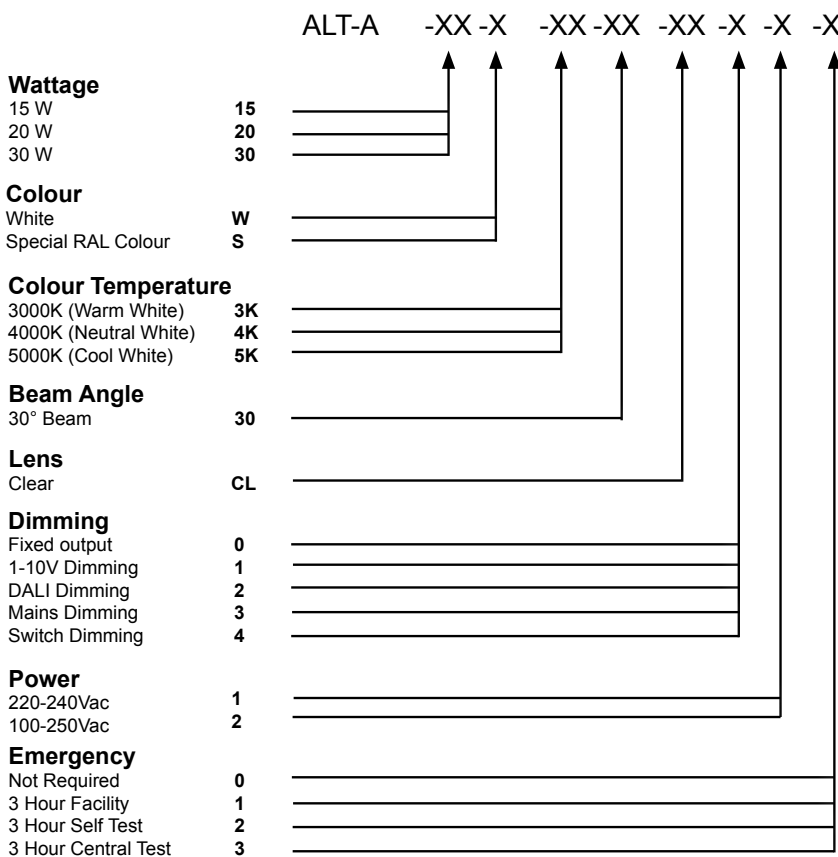 ALT-A -XX -X -XX -XX -XX -X -X -X
Wattage
15 W 15
20 W 20
30 W 30
Colour
White W
Special RAL Colour S
Colour Temperature
3000K (Warm White) 3K
4000K (Neutral White) 4K
5000K (Cool White) 5K
Beam Angle
30° Beam 30
Lens
Clear CL
Dimming
Fixed output 0
1-10V Dimming 1
DALI Dimming 2
Mains Dimming 3
Switch Dimming 4
Power
220-240Vac 1
100-250Vac 2
Emergency
Not Required 0
3 Hour Facility 1
3 Hour Self Test 2
3 Hour Central Test 3